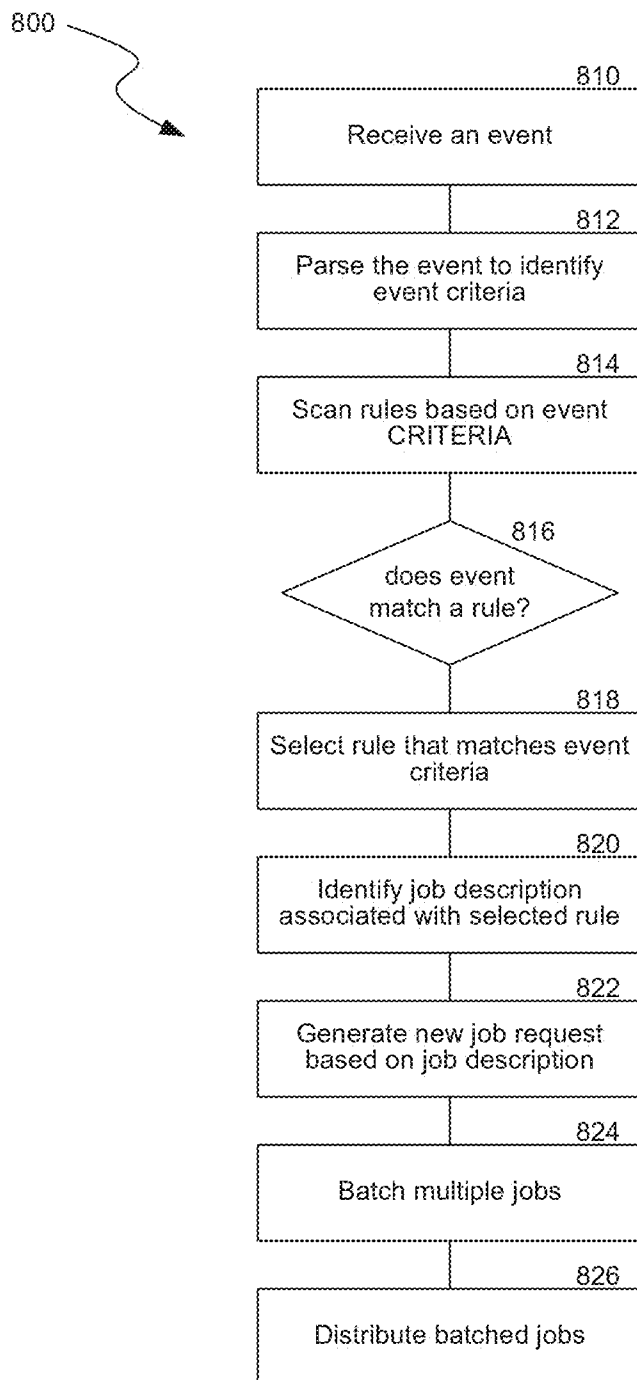 800
810
Receive an event
812
Parse the event to identify
event criteria
814
Scan rules based on event
CRITERIA
816
does event
match a rule?
818
Select rule that matches event
criteria
820
Identify job description
associated with selected rule
822
Generate new job request
based on job description
824
Batch multiple jobs
826
Distribute batched jobs